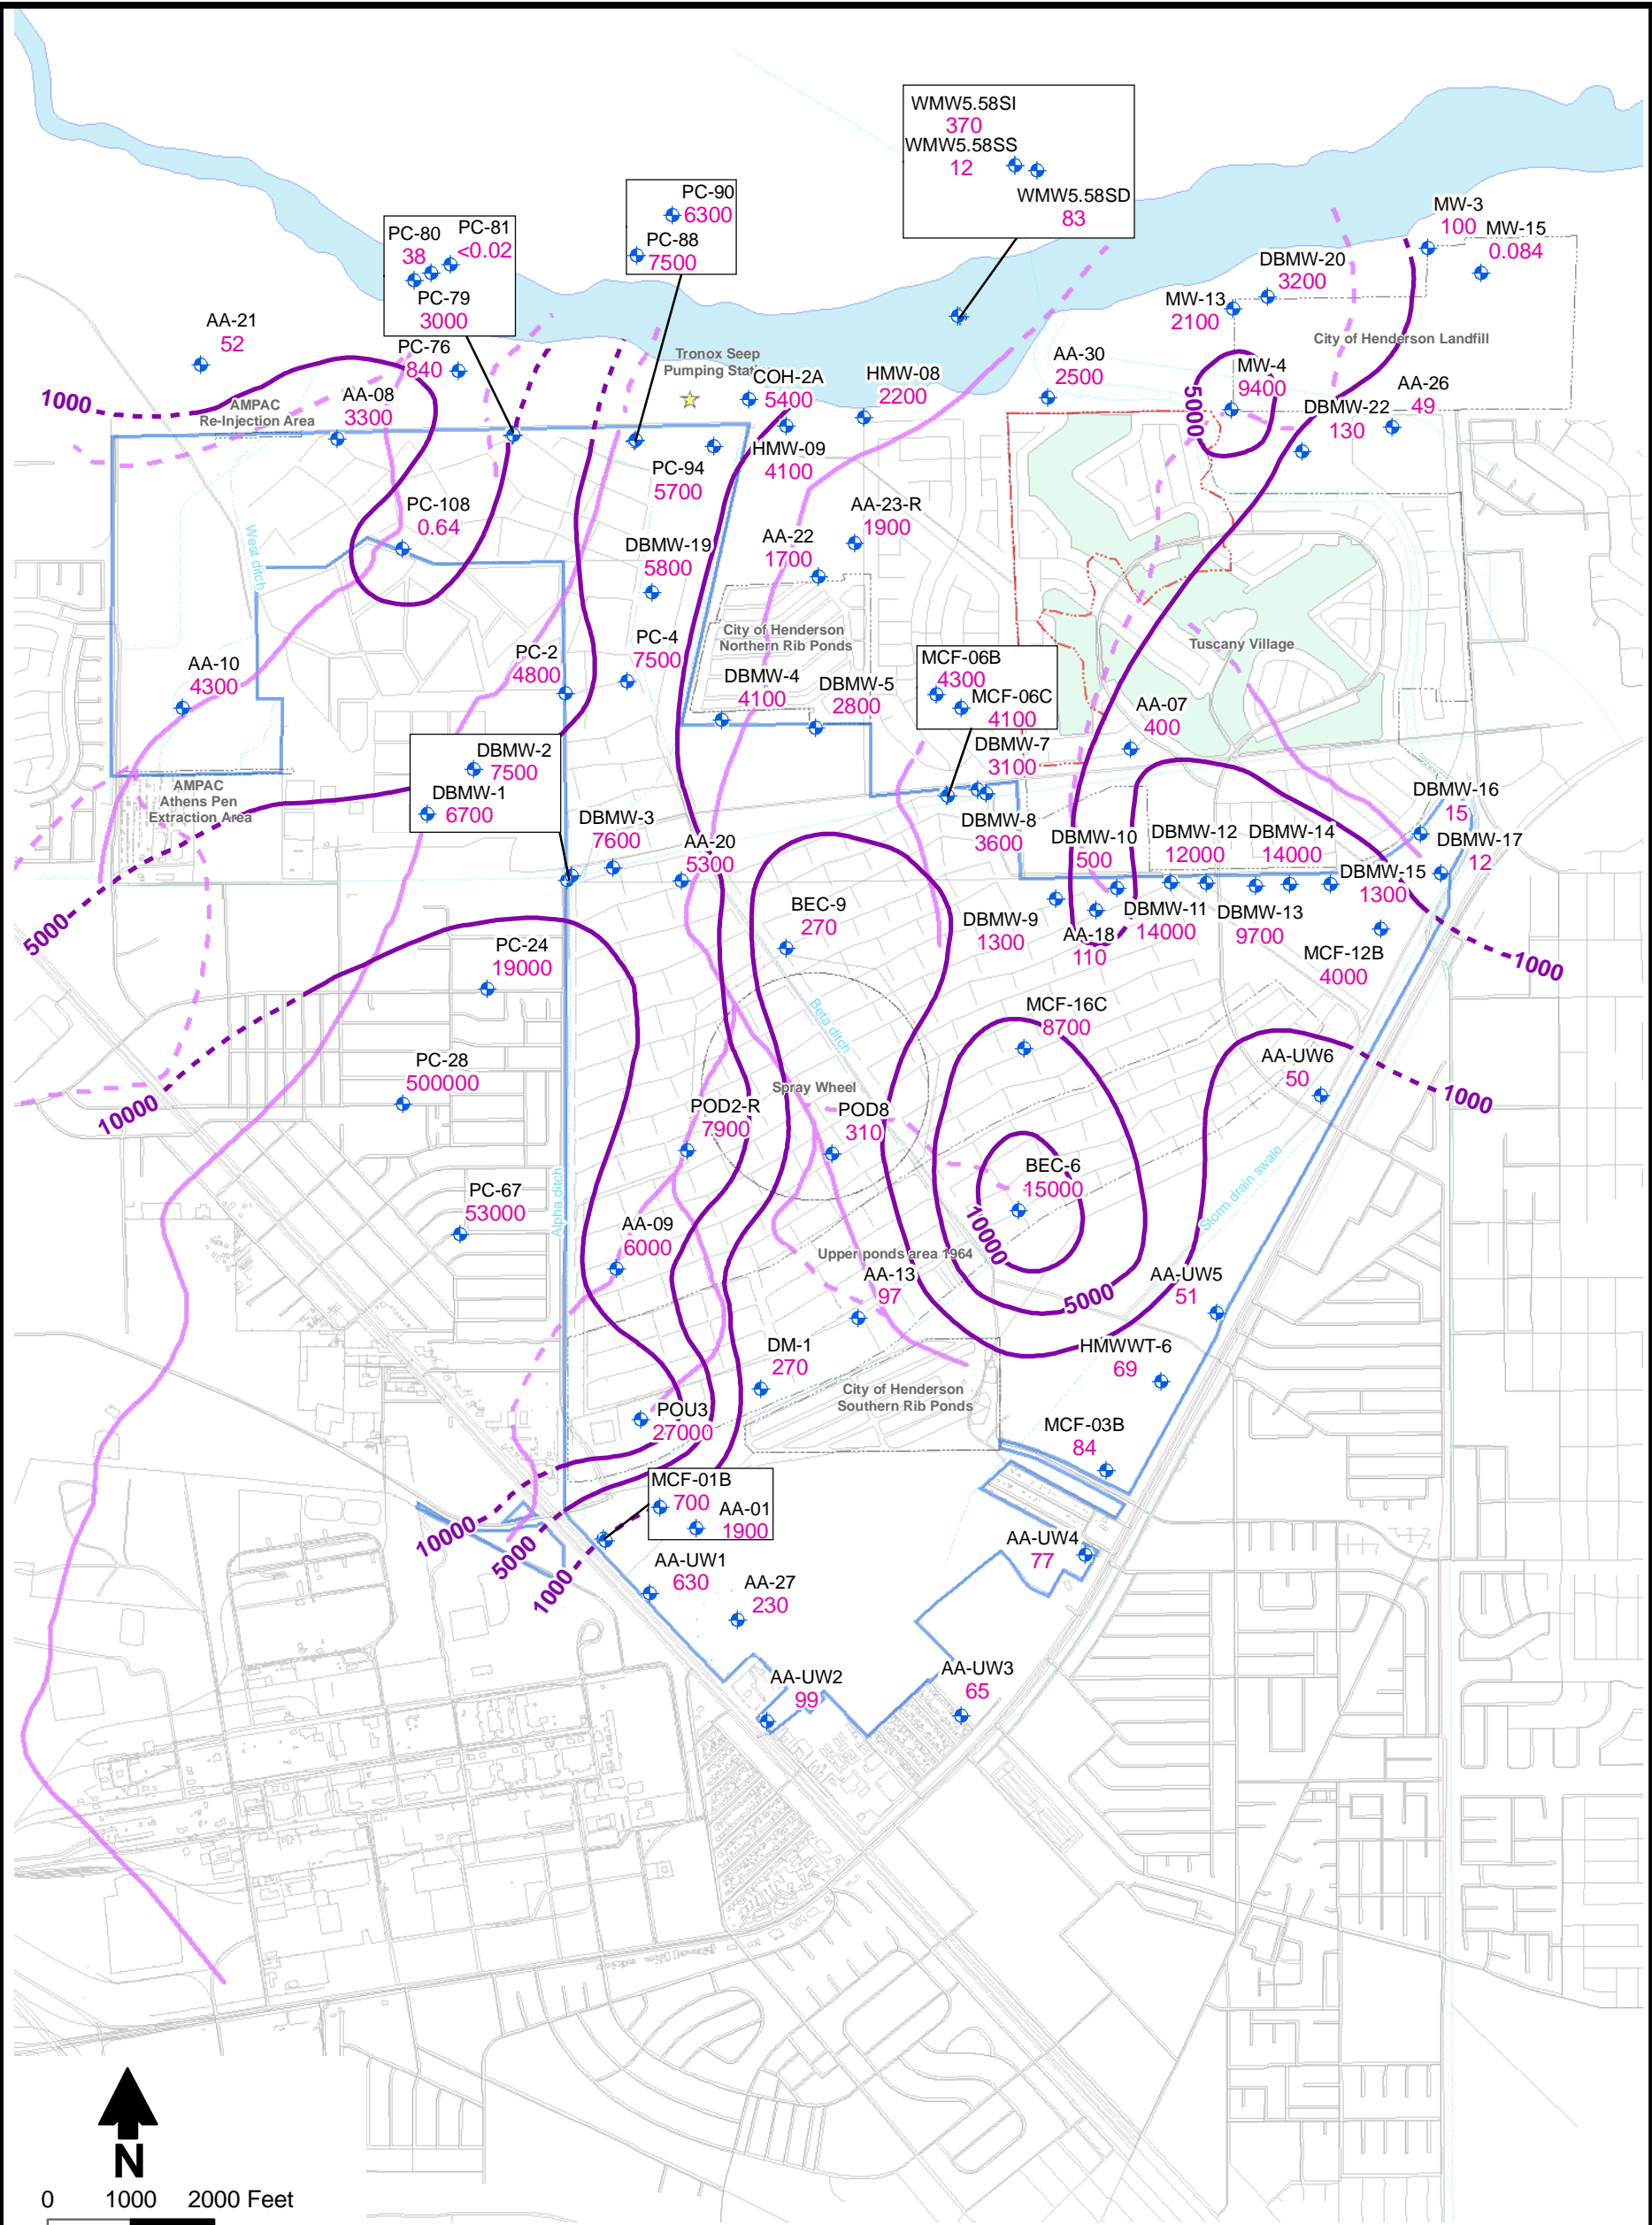 WMW5.58SI
370
WMW5.58SS
12
WMW5.58SD
83
PC-90
6300
PC-88
7500
PC-80
38
PC-81
<0.02
PC-79
3000
MW-3
100
MW-15
0.084
DBMW-20
3200
MW-13
2100
City of Henderson Landfill
AA-21
52
PC-76
840
Tronox Seep
Pumping Stati
COH-2A
5400
HMW-08
2200
AA-30
2500
MW-4
9400
5000
AA-26
49
DBMW-22
130
1000
AMPAC
Re-Injection Area
AA-08
3300
HMW-09
4100
PC-94
5700
PC-108
0.64
West ditch
AA-23-R
1900
AA-22
1700
DBMW-19
5800
City of Henderson
Northern Rib Ponds
Tuscany Village
PC-4
7500
PC-2
4800
AA-10
4300
DBMW-4
4100
DBMW-5
2800
MCF-06B
4300
MCF-06C
4100
AA-07
400
DBMW-2
7500
DBMW-1
6700
DBMW-7
3100
AMPAC
Athens Pen
Extraction Area
DBMW-3
7600
AA-20
5300
DBMW-8
3600
DBMW-10
500
DBMW-12
12000
DBMW-14
14000
DBMW-16
15
DBMW-17
12
DBMW-15
1300
5000
BEC-9
270
DBMW-9
1300
AA-18
110
DBMW-11
14000
DBMW-13
9700
MCF-12B
4000
1000
PC-24
19000
Beta ditch
MCF-16C
8700
AA-UW6
50
1000
PC-28
500000
10000
Spray Wheel
POD2-R
7900
POD8
310
BEC-6
15000
10000
Storm drain swale
Alpha ditch
PC-67
53000
AA-09
6000
Upper ponds area 1964
AA-13
97
5000
AA-UW5
51
HMWWT-6
69
DM-1
270
City of Henderson
Southern Rib Ponds
POU3
27000
MCF-03B
84
MCF-01B
700
AA-01
1900
10000
5000
1000
AA-UW4
77
AA-UW1
630
AA-27
230
AA-UW2
99
AA-UW3
65
N
0 1000 2000 Feet